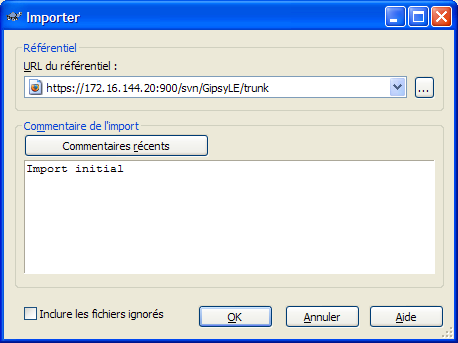 Importer
Référentiel
URL du référentiel :
https://172.16.144.20:900/svn/GipsyLE/trunk
...
Commentaire de l'import
Commentaires récents
Import initial
Inclure les fichiers ignorés
OK
Annuler
Aide